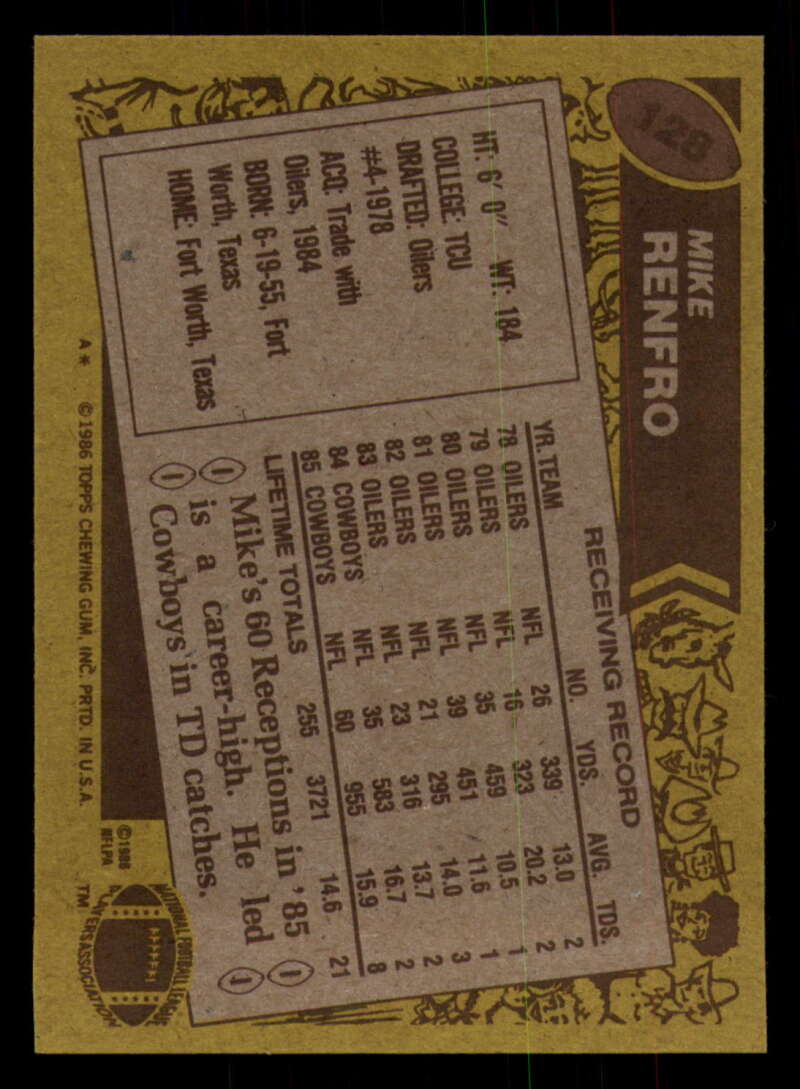 128
MIKE
RENFRO
HT: 6' 0" WT: 184
COLLEGE: TCU
DRAFTED: Oilers
#4-1978
ACQ: Trade with
Oilers, 1984
BORN: 6-19-55, Fort
Worth, Texas
HOME: Fort Worth, Texas
RECEIVING RECORD
YR. TEAM NO. YDS. AVG. TDS.
78 OILERS NFL 26 339 13.0 2
79 OILERS NFL 16 323 20.2 2
80 OILERS NFL 35 459 10.5 1
81 OILERS NFL 39 451 11.6 1
82 OILERS NFL 21 295 14.0 3
83 OILERS NFL 23 316 13.7 2
84 COWBOYS NFL 35 583 16.7 2
85 COWBOYS NFL 60 955 15.9 8
LIFETIME TOTALS 255 3721 14.6 21
Mike's 60 Receptions in '85
is a career-high. He led
Cowboys in TD catches.
A* ©1986 TOPPS CHEWING GUM, INC. PRTD. IN U.S.A.
©1986
NFLPA
NATIONAL FOOTBALL LEAGUE
PLAYERS ASSOCIATION
TM